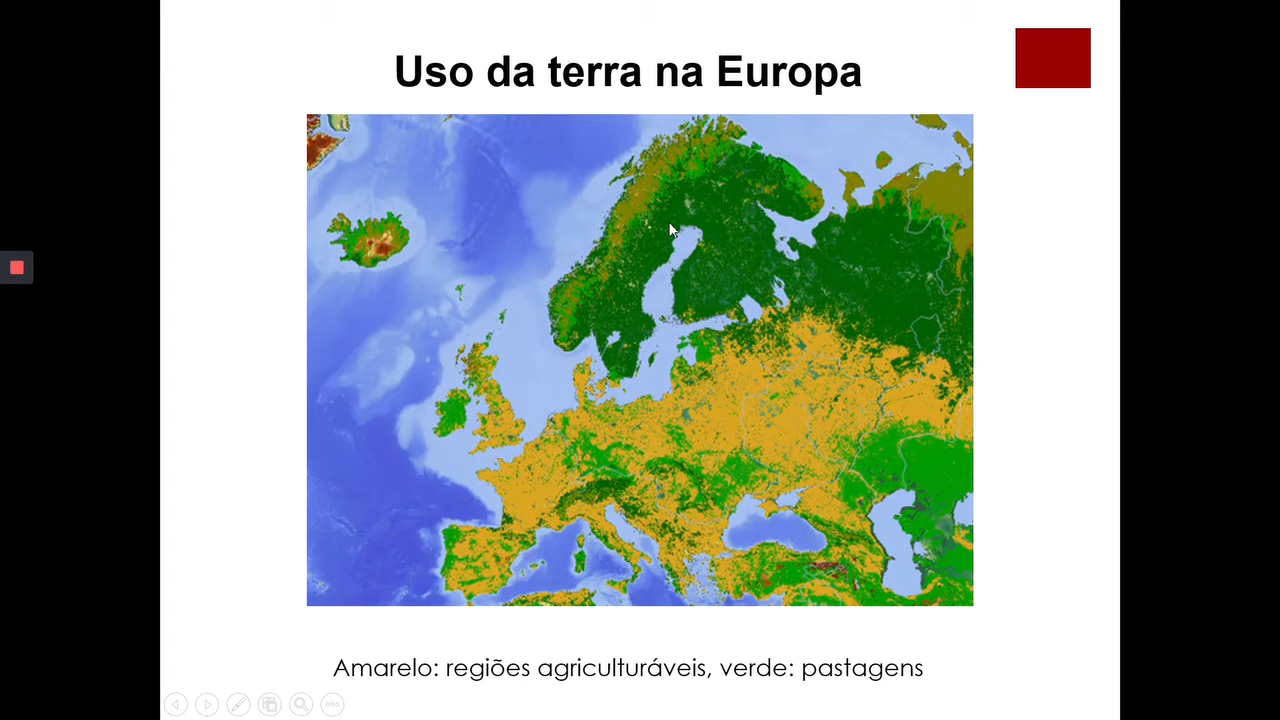 Uso da terra na Europa
Amarelo: regiões agriculturáveis, verde: pastagens